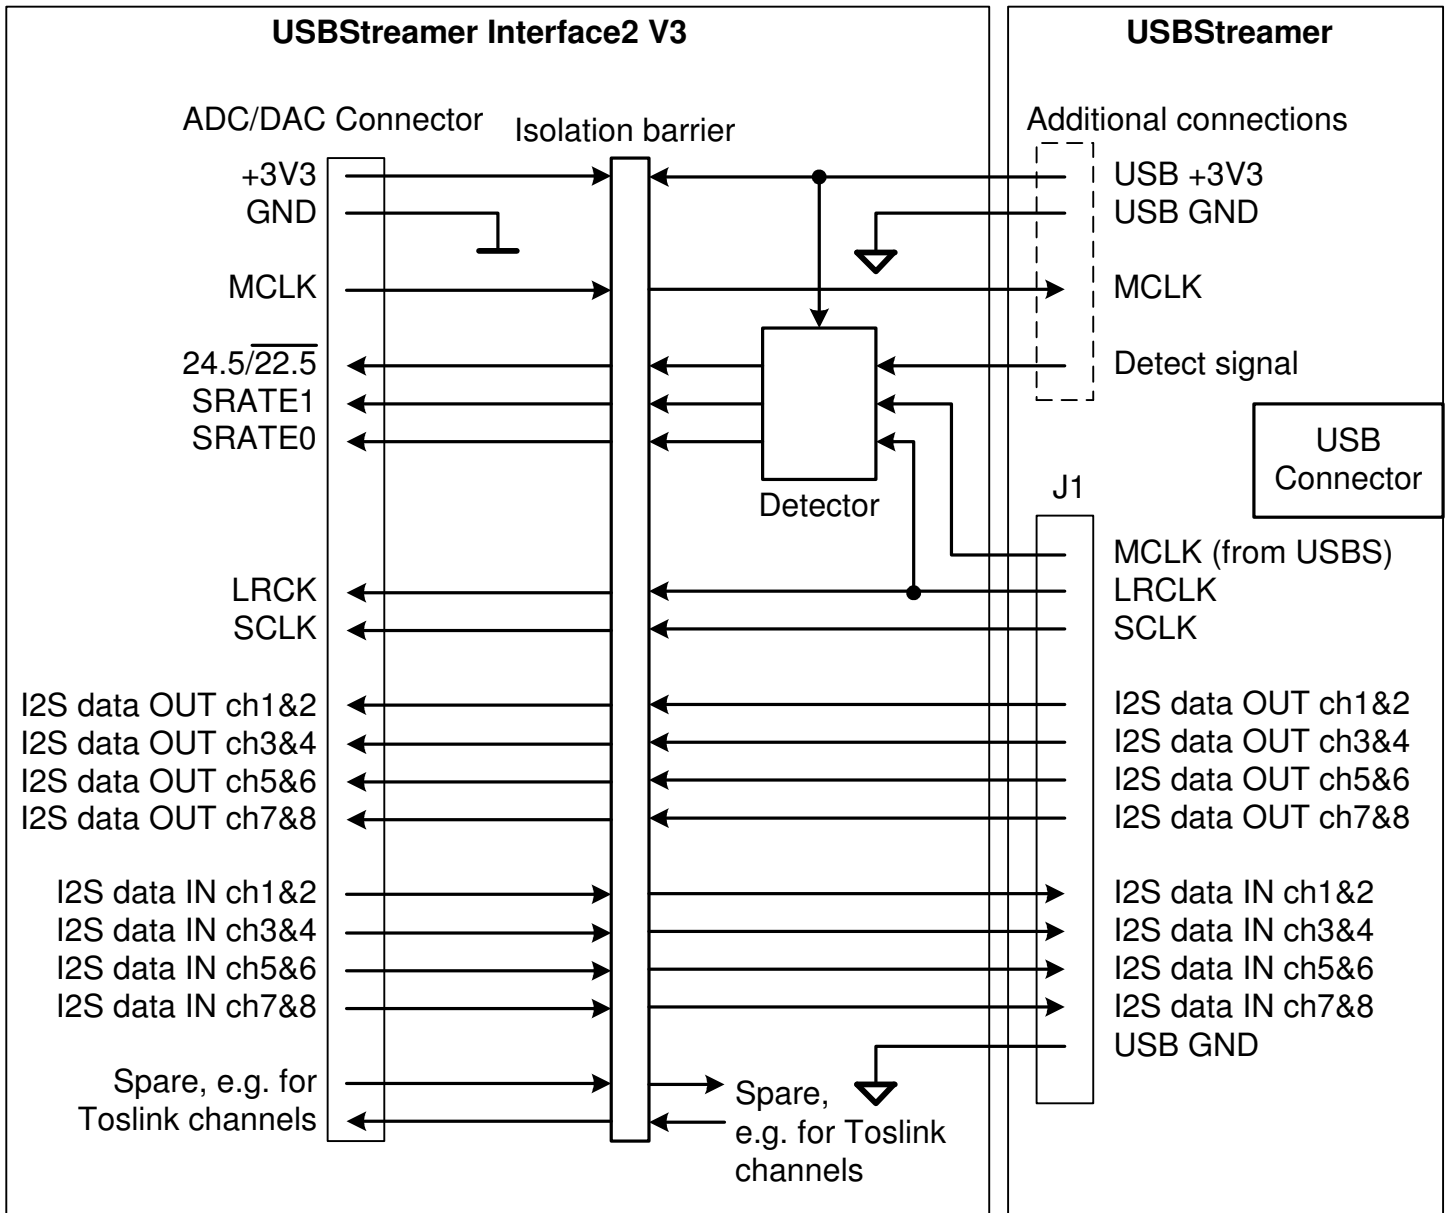 USBStreamer Interface2 V3
ADC/DAC Connector
Isolation barrier
+3V3
GND
MCLK
24.5/22.5
SRATE1
SRATE0
Detector
LRCK
SCLK
I2S data OUT ch1&2
I2S data OUT ch3&4
I2S data OUT ch5&6
I2S data OUT ch7&8
I2S data IN ch1&2
I2S data IN ch3&4
I2S data IN ch5&6
I2S data IN ch7&8
Spare, e.g. for
Toslink channels
Spare,
e.g. for Toslink
channels
USBStreamer
Additional connections
USB +3V3
USB GND
MCLK
Detect signal
USB
Connector
J1
MCLK (from USBS)
LRCLK
SCLK
I2S data OUT ch1&2
I2S data OUT ch3&4
I2S data OUT ch5&6
I2S data OUT ch7&8
I2S data IN ch1&2
I2S data IN ch3&4
I2S data IN ch5&6
I2S data IN ch7&8
USB GND